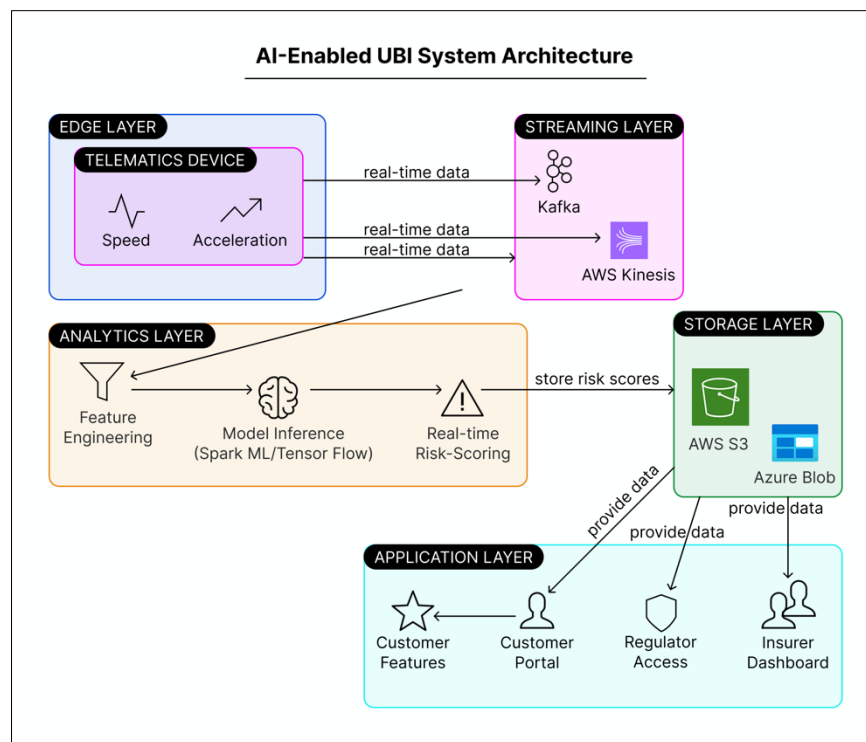 AI-Enabled UBI System Architecture
EDGE LAYER
TELEMATICS DEVICE
Speed
Acceleration
real-time data
real-time data
real-time data
STREAMING LAYER
Kafka
AWS Kinesis
ANALYTICS LAYER
Feature
Engineering
Model Inference
(Spark ML/Tensor Flow)
Real-time
Risk-Scoring
store risk scores
STORAGE LAYER
AWS S3
Azure Blob
provide data
provide data
provide data
APPLICATION LAYER
Customer
Features
Customer
Portal
Regulator
Access
Insurer
Dashboard